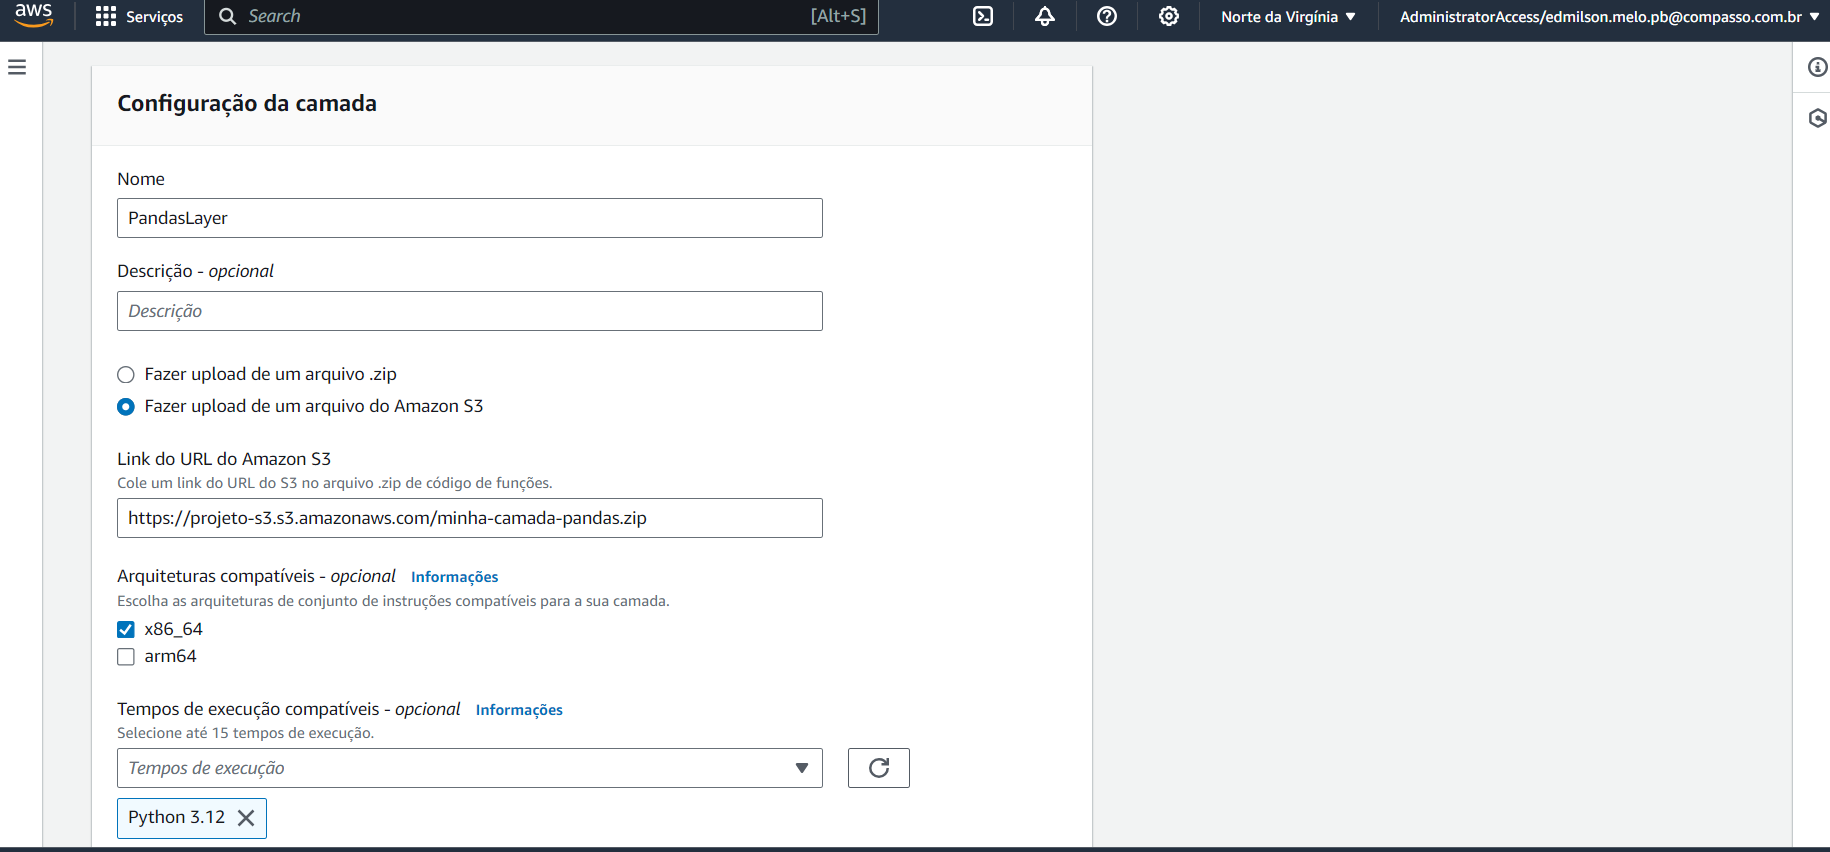 aws
Serviços
Search
[Alt+S]
Norte da Virgínia
AdministratorAccess/edmilson.melo.pb@compasso.com.br
Configuração da camada
Nome
PandasLayer
Descrição - opcional
Descrição
Fazer upload de um arquivo .zip
Fazer upload de um arquivo do Amazon S3
Link do URL do Amazon S3
Cole um link do URL do S3 no arquivo .zip de código de funções.
https://projeto-s3.s3.amazonaws.com/minha-camada-pandas.zip
Arquiteturas compatíveis - opcional Informações
Escolha as arquiteturas de conjunto de instruções compatíveis para a sua camada.
x86_64
arm64
Tempos de execução compatíveis - opcional Informações
Selecione até 15 tempos de execução.
Tempos de execução
Python 3.12